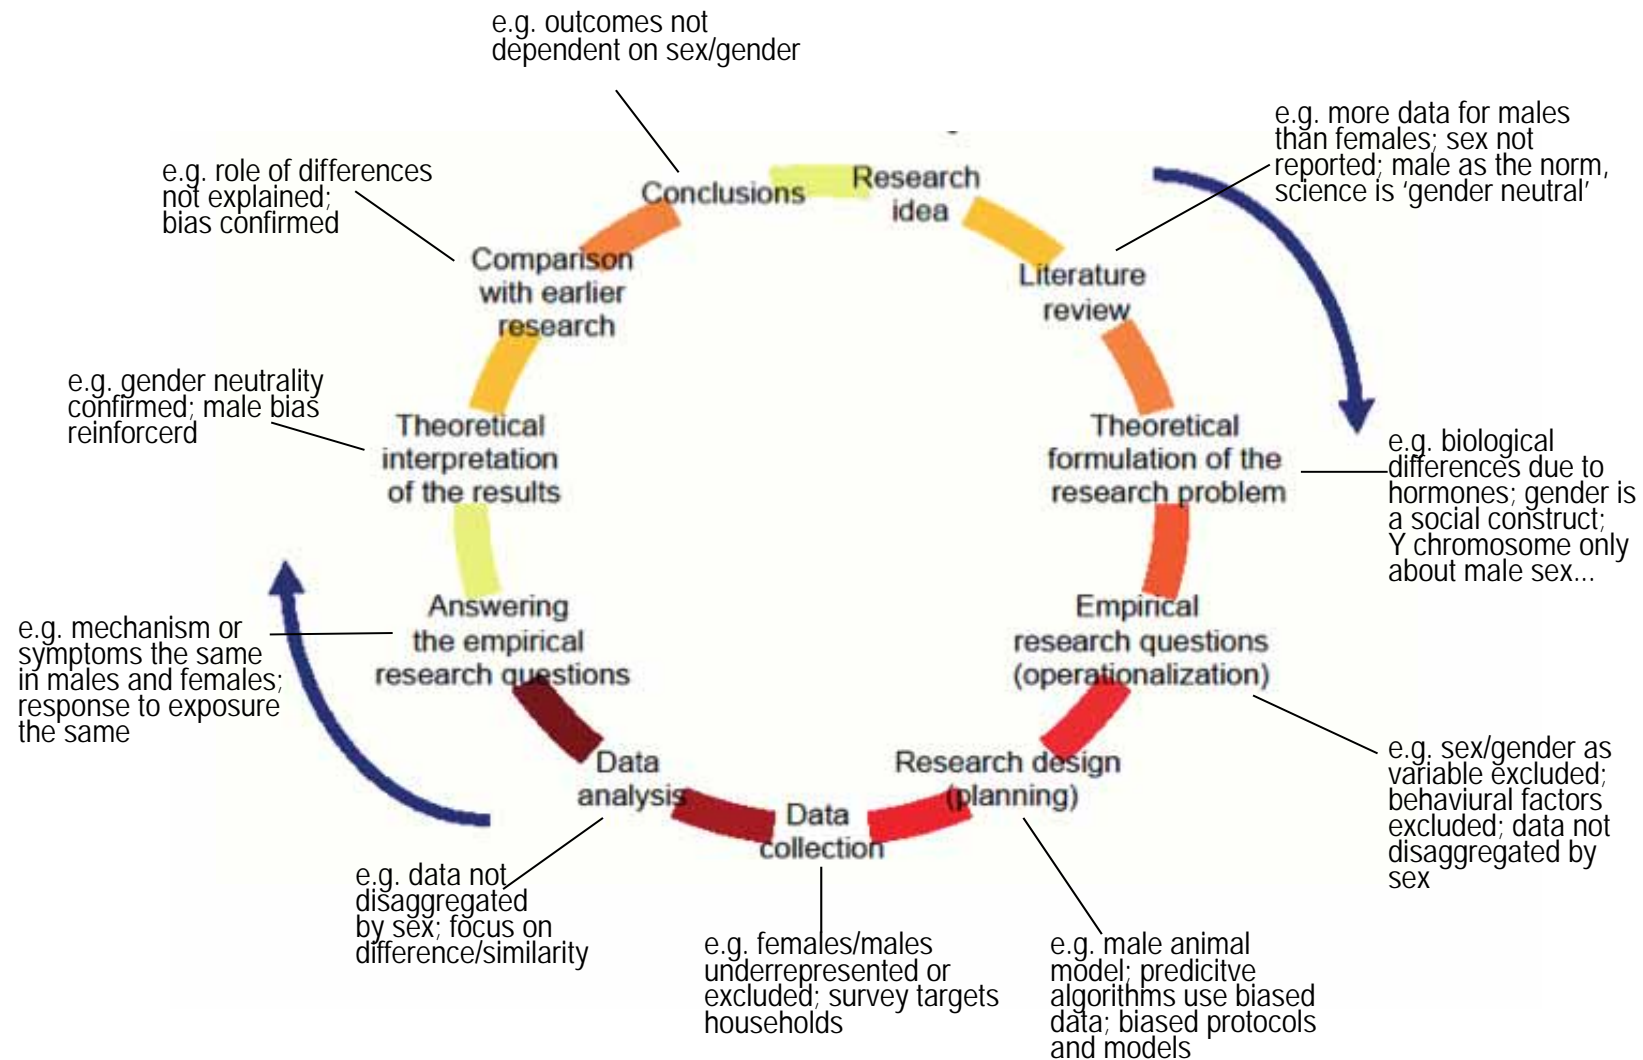 e.g. outcomes not
dependent on sex/gender
e.g. more data for males
than females; sex not
reported; male as the norm,
science is ‘gender neutral’
e.g. role of differences
not explained;
bias confirmed
Conclusions
Research
idea
Comparison
with earlier
research
Literature
review
e.g. gender neutrality
confirmed; male bias
reinforcerd
Theoretical
interpretation
of the results
Theoretical
formulation of the
research problem
e.g. biological
differences due to
hormones; gender is
a social construct;
Y chromosome only
about male sex...
Answering
the empirical
research questions
Empirical
research questions
(operationalization)
e.g. mechanism or
symptoms the same
in males and females;
response to exposure
the same
Data
analysis
Research design
(planning)
Data
collection
e.g. sex/gender as
variable excluded;
behaviural factors
excluded; data not
disaggregated by
sex
e.g. data not
disaggregated
by sex; focus on
difference/similarity
e.g. females/males
underrepresented or
excluded; survey targets
households
e.g. male animal
model; predicitve
algorithms use biased
data; biased protocols
and models